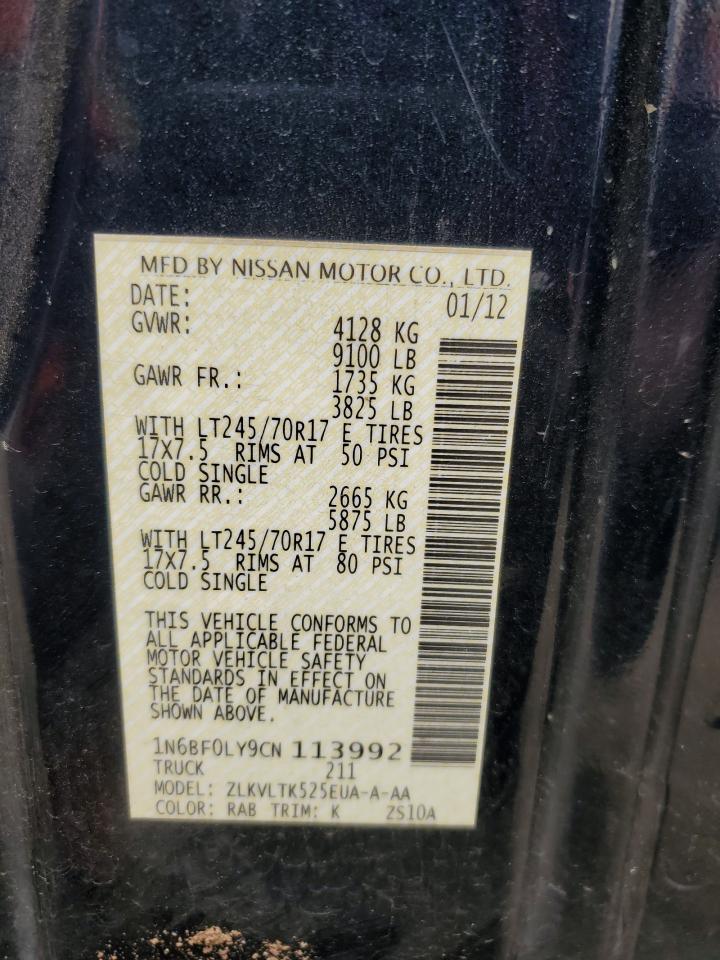 MFD BY NISSAN MOTOR CO., LTD.
DATE: 01/12
GVWR: 4128 KG
9100 LB
GAWR FR.: 1735 KG
3825 LB
WITH LT245/70R17 E TIRES
17X7.5 RIMS AT 50 PSI
COLD SINGLE
GAWR RR.: 2665 KG
5875 LB
WITH LT245/70R17 E TIRES
17X7.5 RIMS AT 80 PSI
COLD SINGLE
THIS VEHICLE CONFORMS TO
ALL APPLICABLE FEDERAL
MOTOR VEHICLE SAFETY
STANDARDS IN EFFECT ON
THE DATE OF MANUFACTURE
SHOWN ABOVE.
1N6BF0LY9CN 113992
TRUCK 211
MODEL: ZLKVLTK525EUA-A-AA
COLOR: RAB TRIM: K ZS10A